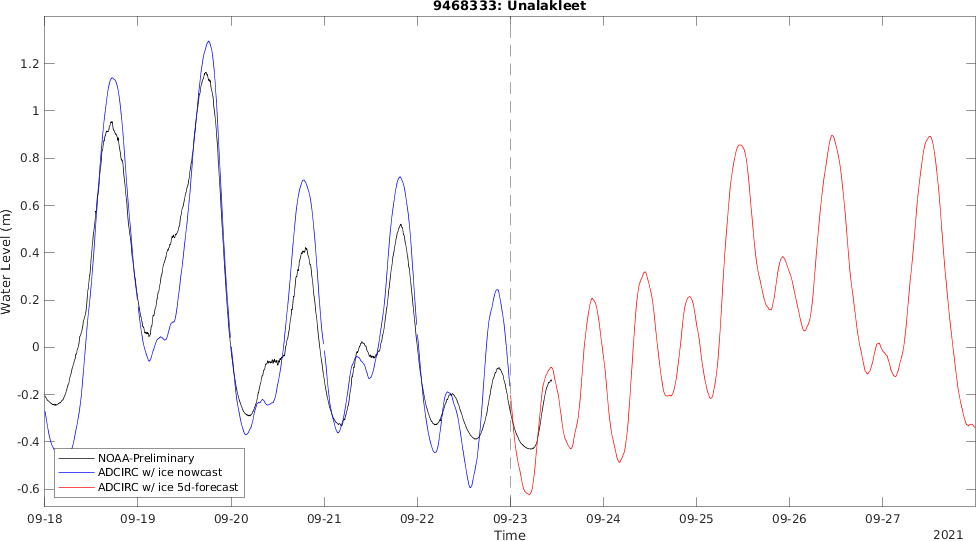 9468333: Unalakleet
1.2
1
0.8
0.6
0.4
0.2
0
-0.2
-0.4
-0.6
Water Level (m)
NOAA-Preliminary
ADCIRC w/ ice nowcast
ADCIRC w/ ice 5d-forecast
09-18 09-19 09-20 09-21 09-22 09-23 09-24 09-25 09-26 09-27
Time
2021